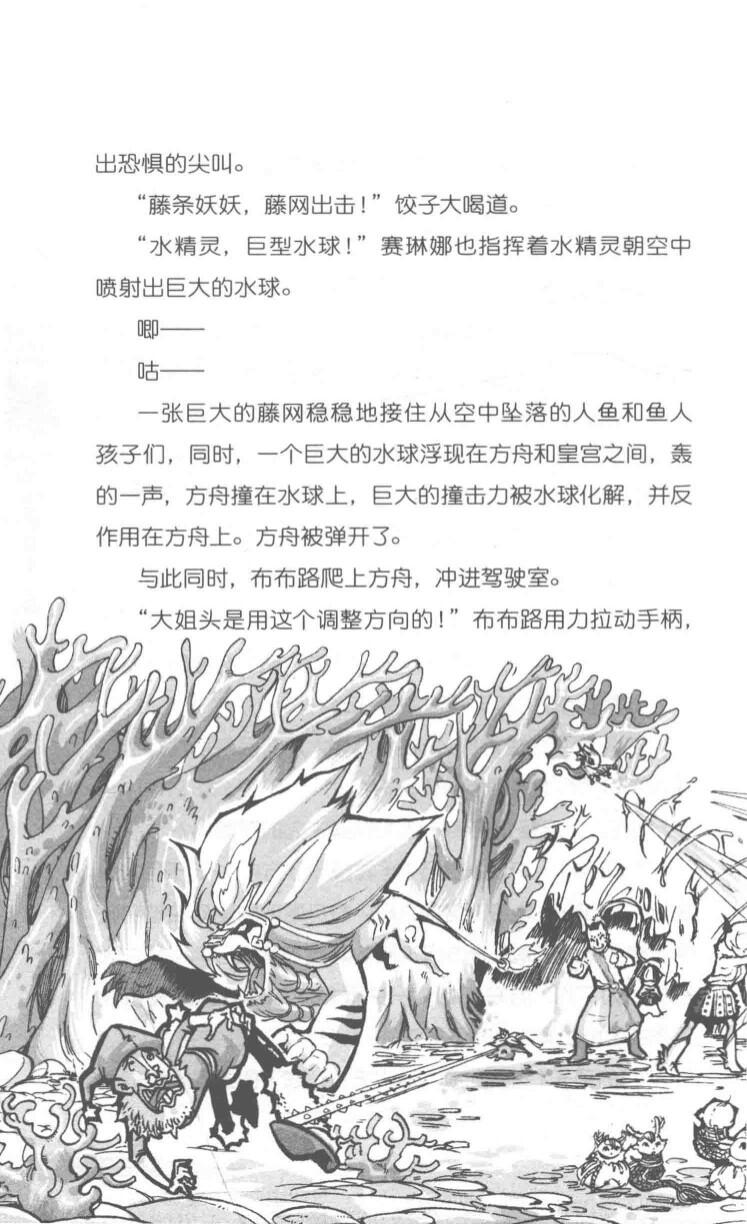 出恐惧的尖叫。
“藤条妖妖，藤网出击！”饺子大喝道。
“水精灵，巨型水球！”赛琳娜也指挥着水精灵朝空中
喷射出巨大的水球。
唧——
咕——
一张巨大的藤网稳稳地接住从空中坠落的人鱼和鱼人
孩子们，同时，一个巨大的水球浮现在方舟和皇宫之间，轰
的一声，方舟撞在水球上，巨大的撞击力被水球化解，并反
作用在方舟上。方舟被弹开了。
与此同时，布布路爬上方舟，冲进驾驶室。
“大姐头是用这个调整方向的！”布布路用力拉动手柄，